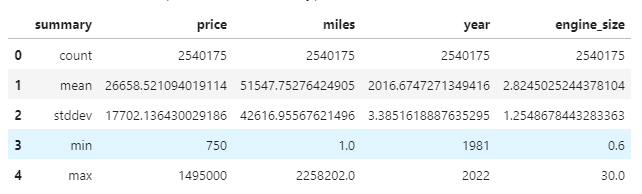 summary price miles year engine_size
0 count 2540175 2540175 2540175 2540175
1 mean 26658.521094019114 51547.75276424905 2016.6747271349416 2.8245025244378104
2 stddev 17702.136430029186 42616.95567621496 3.3851618887635295 1.2548678443283363
3 min 750 1.0 1981 0.6
4 max 1495000 2258202.0 2022 30.0